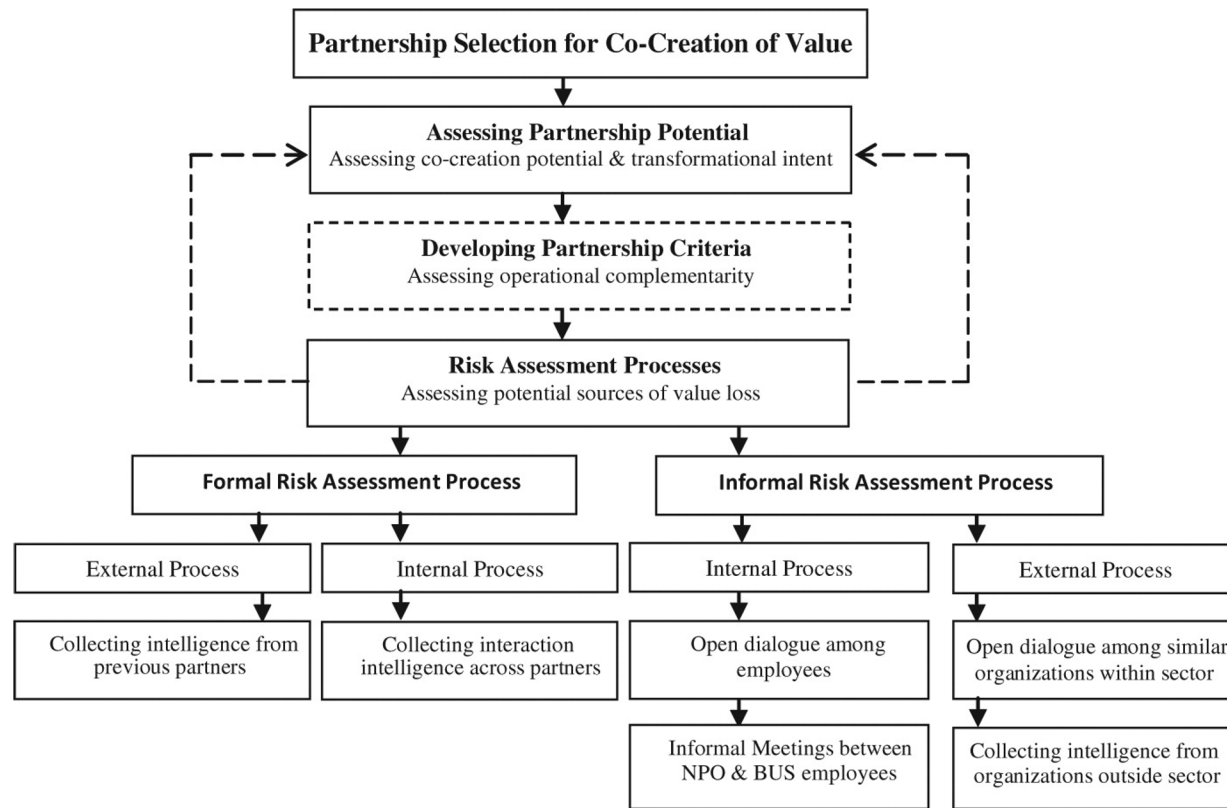 Partnership Selection for Co-Creation of Value
Assessing Partnership Potential
Assessing co-creation potential & transformational intent
Developing Partnership Criteria
Assessing operational complementarity
Risk Assessment Processes
Assessing potential sources of value loss
Formal Risk Assessment Process
Informal Risk Assessment Process
External Process
Internal Process
Internal Process
External Process
Collecting intelligence from
previous partners
Collecting interaction
intelligence across partners
Open dialogue among
employees
Open dialogue among similar
organizations within sector
Informal Meetings between
NPO & BUS employees
Collecting intelligence from
organizations outside sector